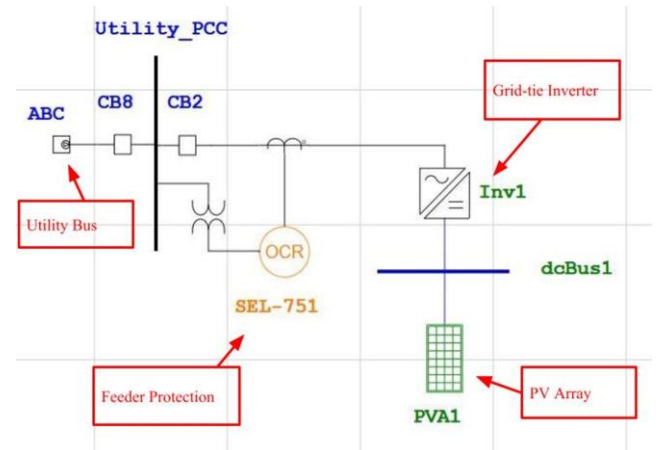 Utility_PCC
ABC
CB8
CB2
Grid-tie Inverter
Inv1
Utility Bus
OCR
SEL-751
dcBus1
Feeder Protection
PV Array
PVA1